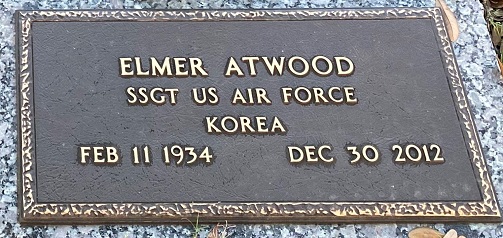 ELMER ATWOOD
SSGT US AIR FORCE
KOREA
FEB 11 1934 DEC 30 2012